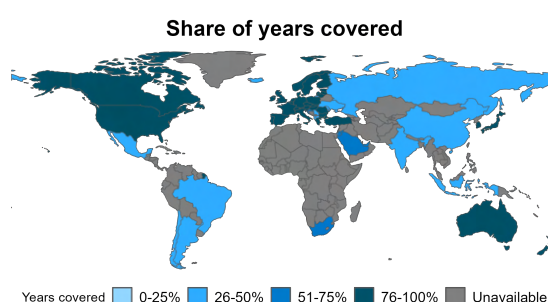 Share of years covered
Years covered 0-25% 26-50% 51-75% 76-100% Unavailable